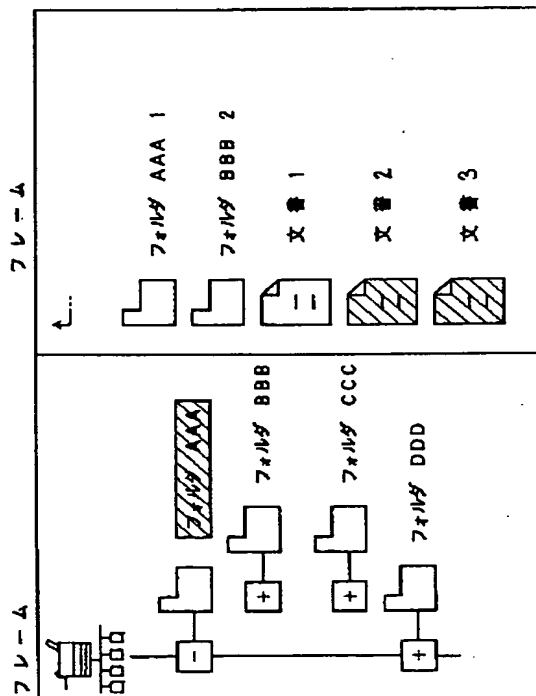 フレーム
フォルダ AAA
フォルダ BBB
フォルダ CCC
フォルダ DDD
フレーム
フォルダ AAA 1
フォルダ BBB 2
文書 1
文書 2
文書 3